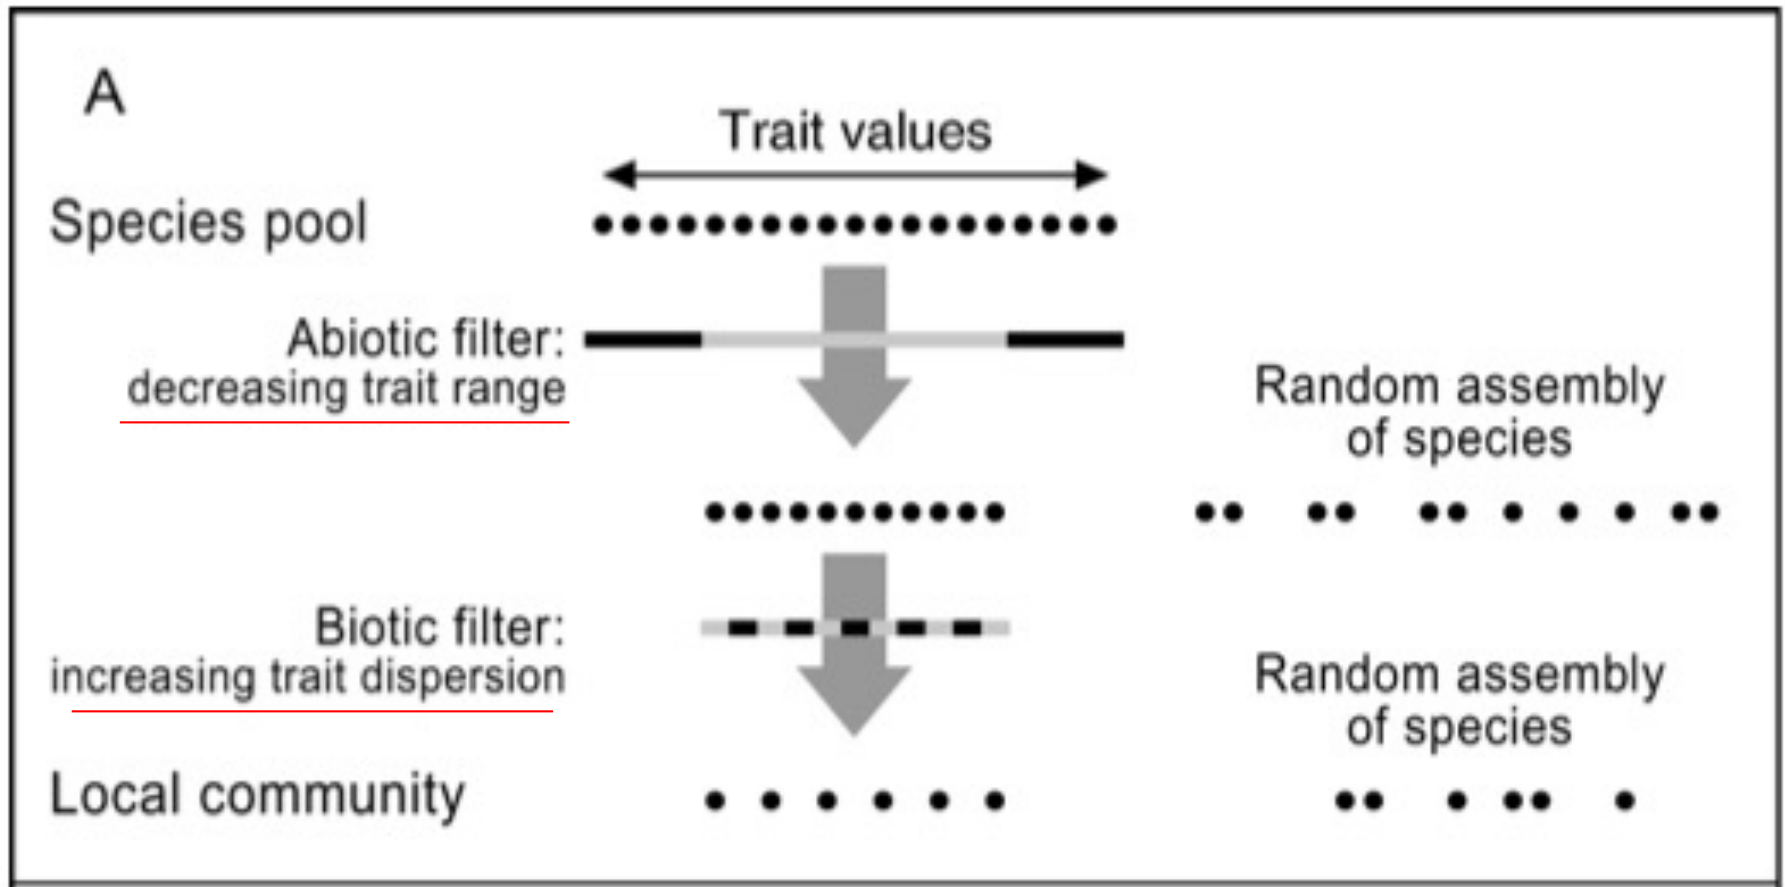 A
Trait values
Species pool
Abiotic filter:
decreasing trait range
Random assembly
of species
Biotic filter:
increasing trait dispersion
Random assembly
of species
Local community